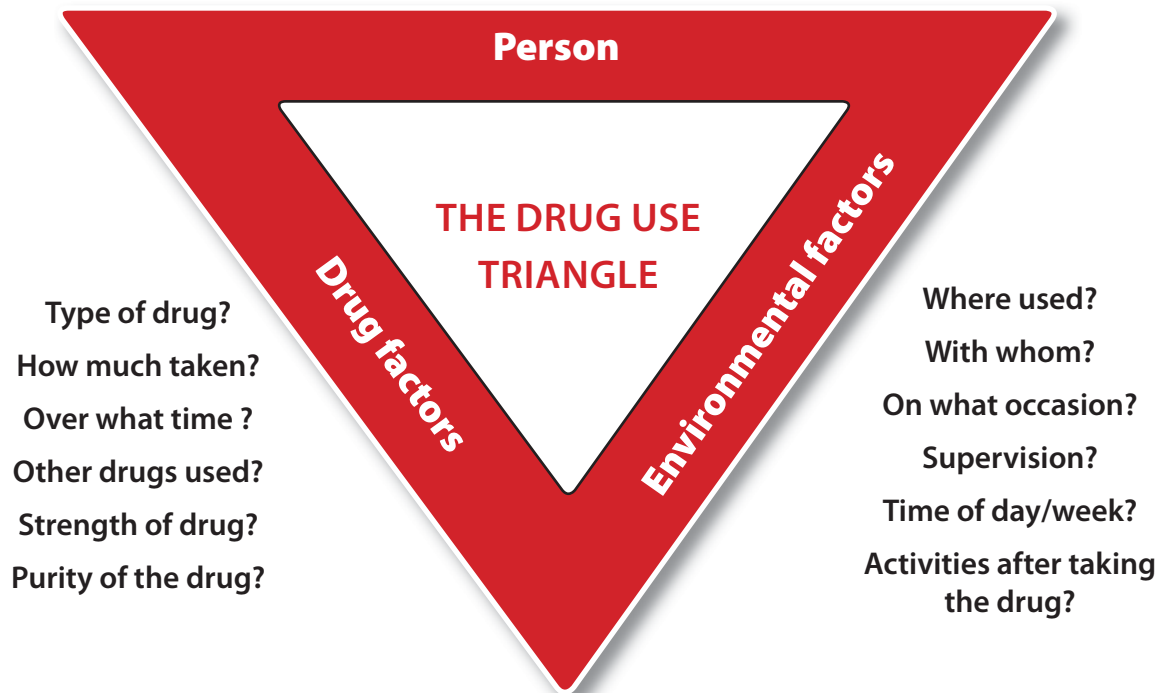 Person
THE DRUG USE
TRIANGLE
Drug factors
Environmental factors
Type of drug?
How much taken?
Over what time ?
Other drugs used?
Strength of drug?
Purity of the drug?
Where used?
With whom?
On what occasion?
Supervision?
Time of day/week?
Activities after taking
the drug?